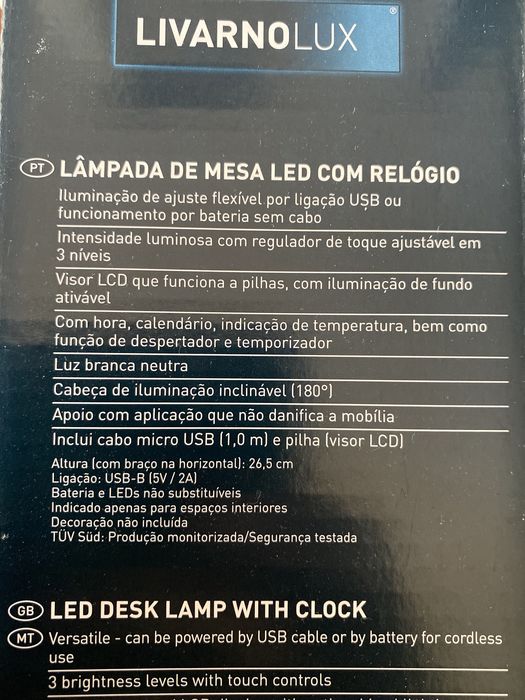 LIVARNOLUX®
PT LÂMPADA DE MESA LED COM RELÓGIO
Iluminação de ajuste flexível por ligação USB ou
funcionamento por bateria sem cabo
Intensidade luminosa com regulador de toque ajustável em
3 níveis
Visor LCD que funciona a pilhas, com iluminação de fundo
ativável
Com hora, calendário, indicação de temperatura, bem como
função de despertador e temporizador
Luz branca neutra
Cabeça de iluminação inclinável (180°)
Apoio com aplicação que não danifica a mobília
Inclui cabo micro USB (1,0 m) e pilha (visor LCD)
Altura (com braço na horizontal): 26,5 cm
Ligação: USB-B (5V / 2A)
Bateria e LEDs não substituíveis
Indicado apenas para espaços interiores
Decoração não incluída
TÜV Süd: Produção monitorizada/Segurança testada
GB LED DESK LAMP WITH CLOCK
MT Versatile - can be powered by USB cable or by battery for cordless
use
3 brightness levels with touch controls